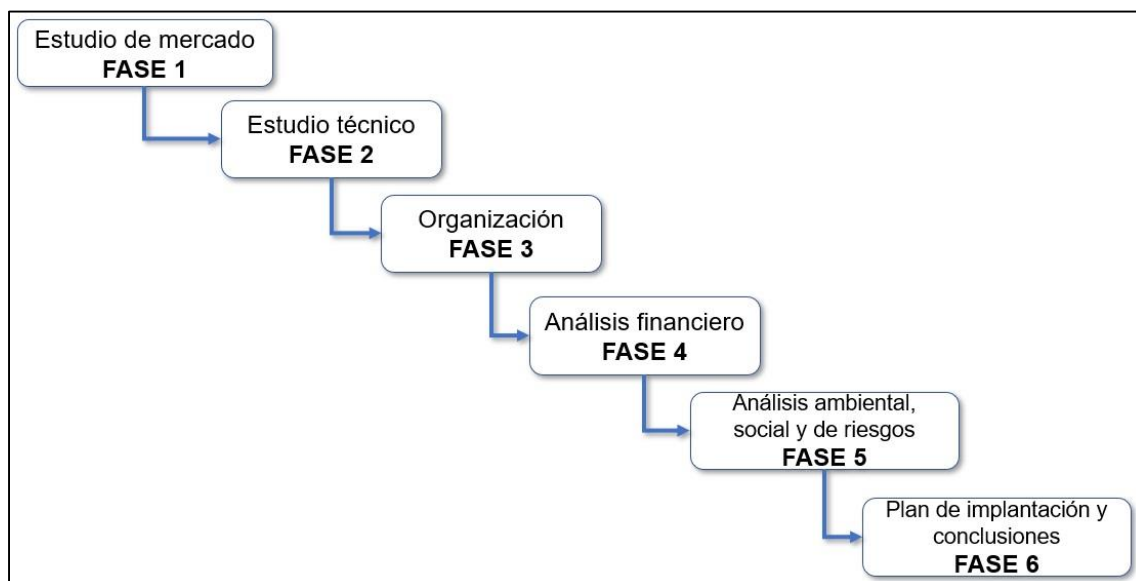 Estudio de mercado
FASE 1
Estudio técnico
FASE 2
Organización
FASE 3
Análisis financiero
FASE 4
Análisis ambiental,
social y de riesgos
FASE 5
Plan de implantación y
conclusiones
FASE 6